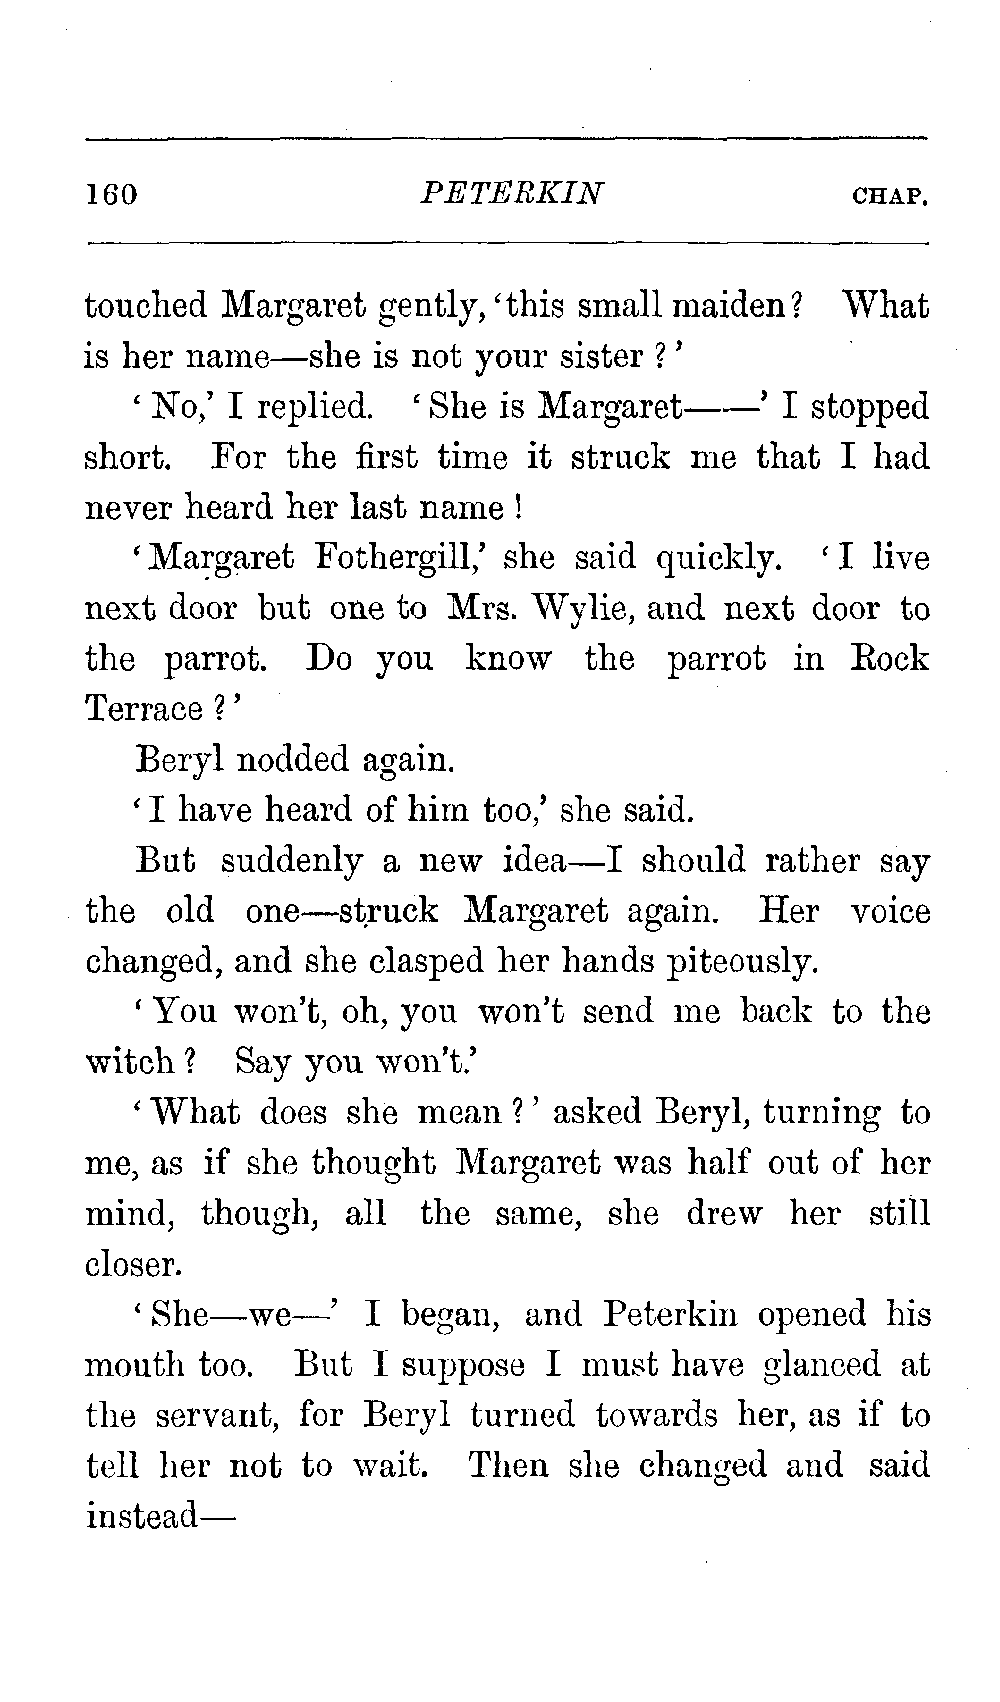 160 PETERKIN CHAP.
touched Margaret gently, ‘this small maiden? What
is her name—she is not your sister?’
‘No,’ I replied. ‘She is Margaret——’ I stopped
short. For the first time it struck me that I had
never heard her last name!
‘Margaret Fothergill,’ she said quickly. ‘I live
next door but one to Mrs. Wylie, and next door to
the parrot. Do you know the parrot in Rock
Terrace?’
Beryl nodded again.
‘I have heard of him too,’ she said.
But suddenly a new idea—I should rather say
the old one—struck Margaret again. Her voice
changed, and she clasped her hands piteously.
‘You won’t, oh, you won’t send me back to the
witch? Say you won’t.’
‘What does she mean?’ asked Beryl, turning to
me, as if she thought Margaret was half out of her
mind, though, all the same, she drew her still
closer.
‘She—we—’ I began, and Peterkin opened his
mouth too. But I suppose I must have glanced at
the servant, for Beryl turned towards her, as if to
tell her not to wait. Then she changed and said
instead—